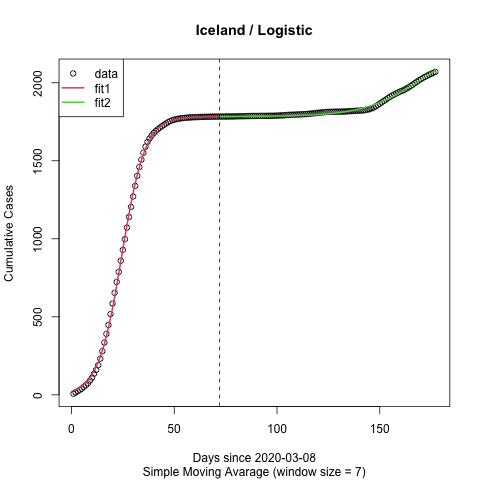 Iceland / Logistic
data
fit1
fit2
Cumulative Cases
2000
1500
1000
500
0
0 50 100 150
Days since 2020-03-08
Simple Moving Avarage (window size = 7)